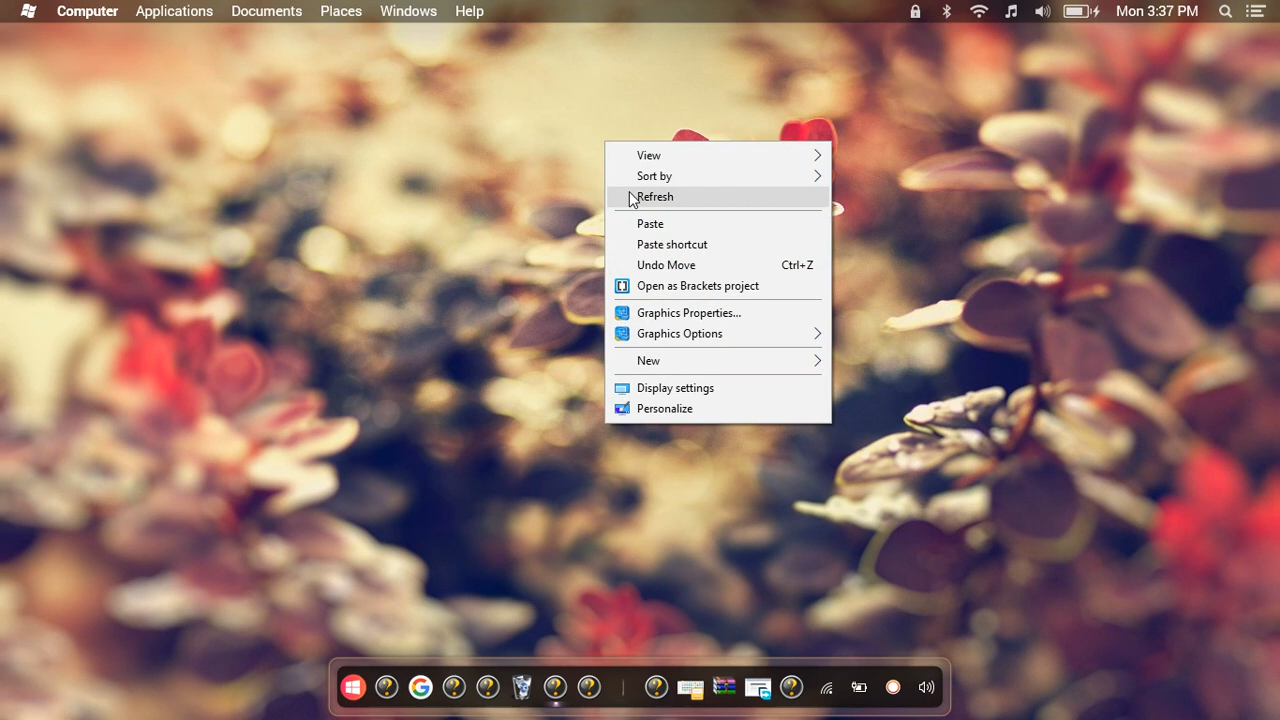 Computer Applications Documents Places Windows Help Mon 3:37 PM
View
Sort by
Refresh
Paste
Paste shortcut
Undo Move Ctrl+Z
Open as Brackets project
Graphics Properties...
Graphics Options
New
Display settings
Personalize